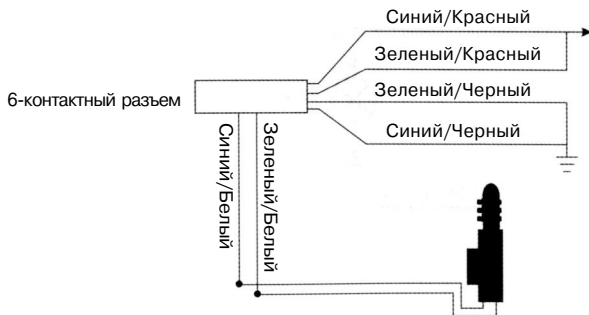 Синий/Красный
Зеленый/Красный
6-контактный разъем
Зеленый/Черный
Синий/Черный
Синий/Белый
Зеленый/Белый